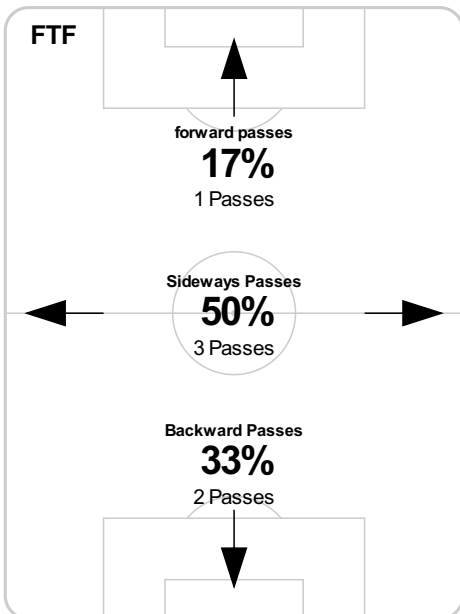 FTF
forward passes
17%
1 Passes
Sideways Passes
50%
3 Passes
Backward Passes
33%
2 Passes